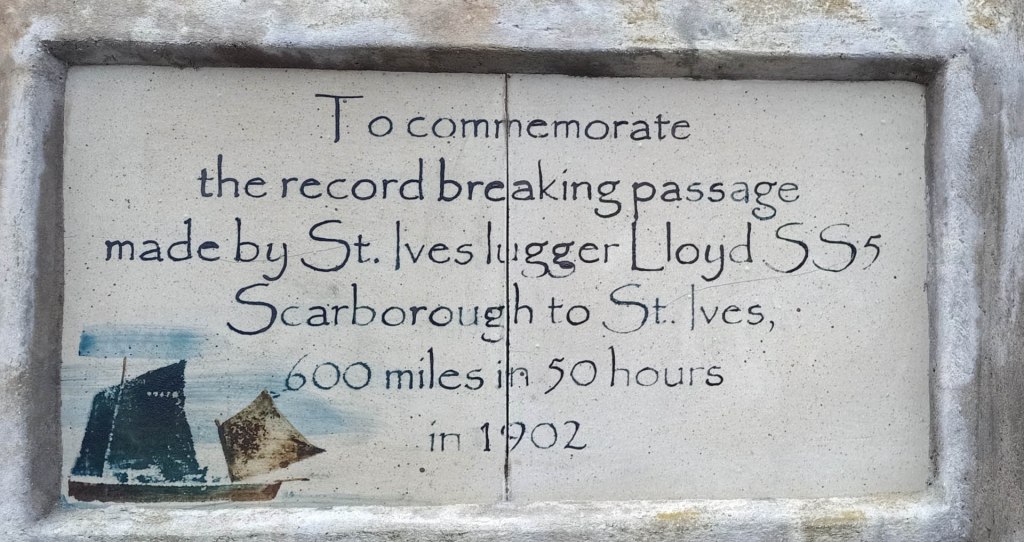 To commemorate
the record breaking passage
made by St. Ives lugger Lloyd SS5
Scarborough to St. Ives,
600 miles in 50 hours
in 1902